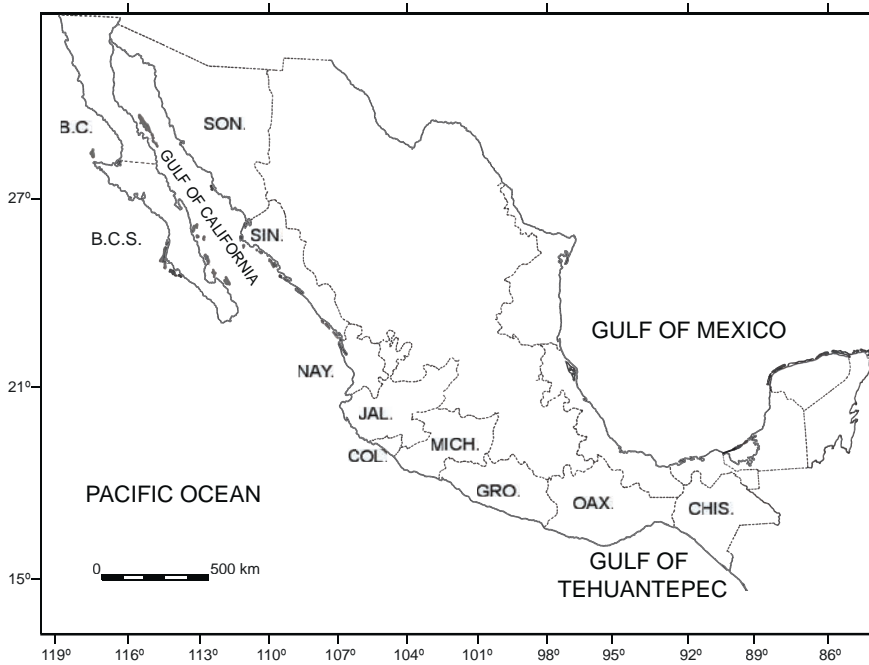 B.C.
SON.
GULF OF CALIFORNIA
27º
B.C.S.
SIN.
GULF OF MEXICO
NAY.
21º
JAL.
MICH.
COL.
GRO.
OAX.
CHIS.
PACIFIC OCEAN
0 500 km
GULF OF
TEHUANTEPEC
15º
119º 116º 113º 110º 107º 104º 101º 98º 95º 92º 89º 86º